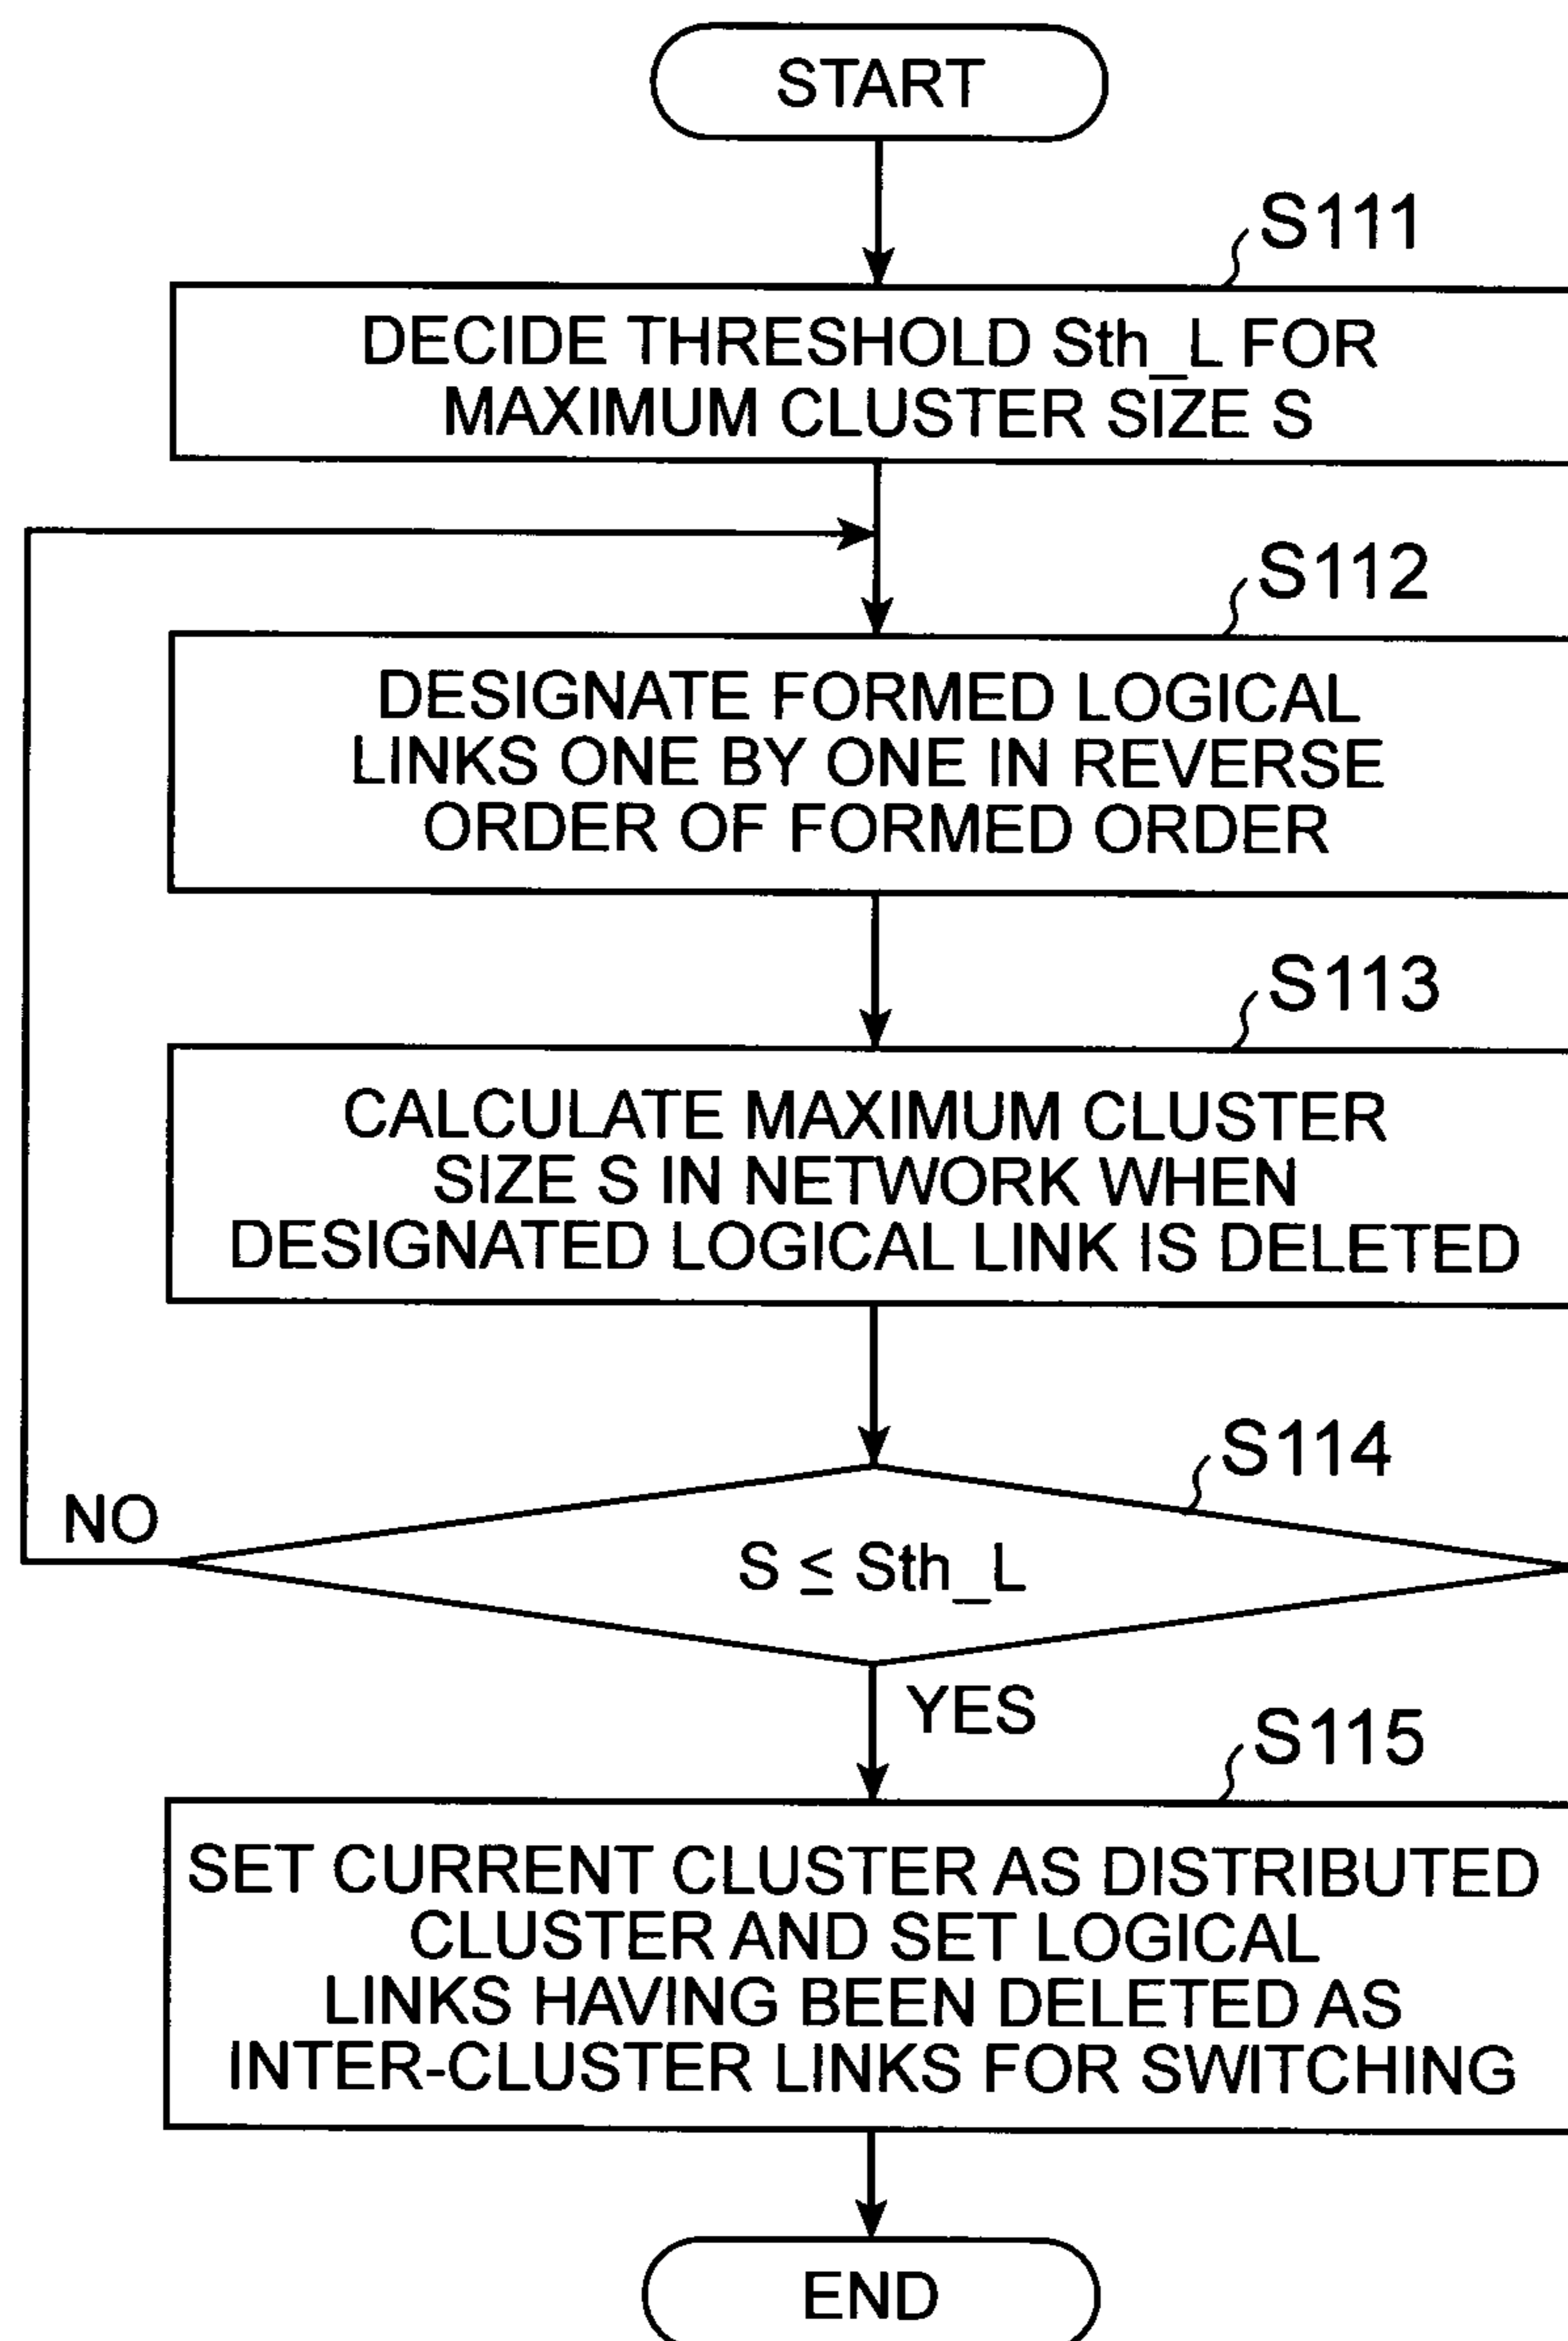 START
S111
DECIDE THRESHOLD Sth_L FOR
MAXIMUM CLUSTER SIZE S
S112
DESIGNATE FORMED LOGICAL
LINKS ONE BY ONE IN REVERSE
ORDER OF FORMED ORDER
S113
CALCULATE MAXIMUM CLUSTER
SIZE S IN NETWORK WHEN
DESIGNATED LOGICAL LINK IS DELETED
S114
NO
S ≤ Sth_L
YES
S115
SET CURRENT CLUSTER AS DISTRIBUTED
CLUSTER AND SET LOGICAL
LINKS HAVING BEEN DELETED AS
INTER-CLUSTER LINKS FOR SWITCHING
END